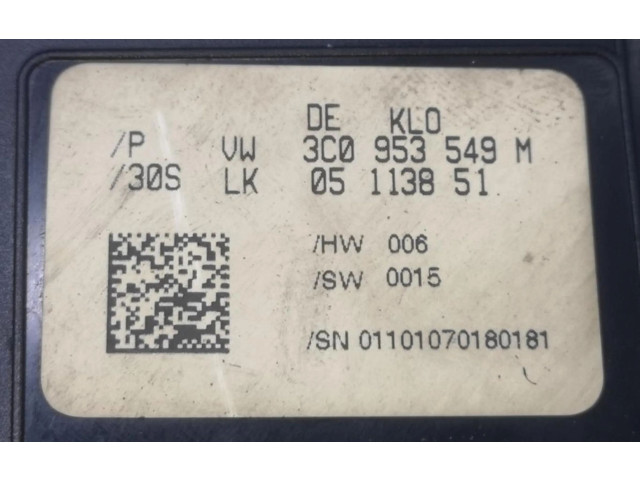 DE KLO
/P VW 3C0 953 549 M
/30S LK 05 1138 51
/HW 006
/SW 0015
/SN 01101070180181